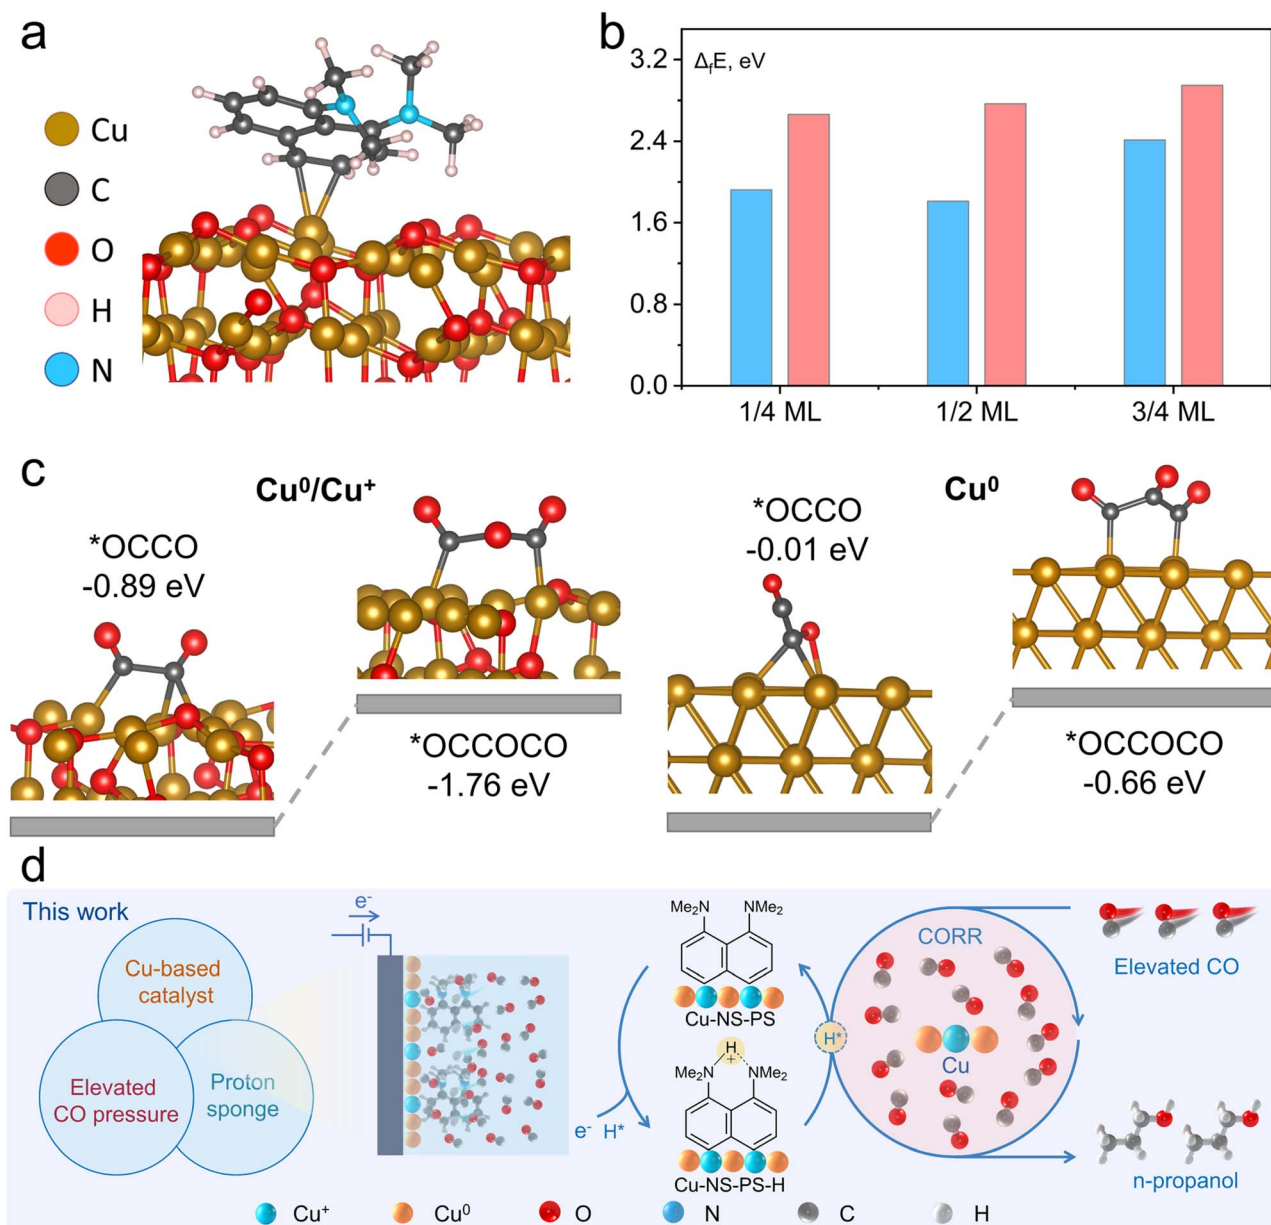 a
Cu
C
O
H
N
b
ΔfE, eV
3.2
2.4
1.6
0.8
0.0
1/4 ML
1/2 ML
3/4 ML
c
Cu⁰/Cu⁺
*OCCO
-0.89 eV
*OCCOCO
-1.76 eV
Cu⁰
*OCCO
-0.01 eV
*OCCOCO
-0.66 eV
d
This work
Cu-based
catalyst
Elevated
CO pressure
Proton
sponge
e⁻
e⁻ H*
Me₂N NMe₂
Cu-NS-PS
H
+
Me₂N NMe₂
Cu-NS-PS-H
H*
CORR
Cu
Elevated CO
n-propanol
Cu⁺
Cu⁰
O
N
C
H